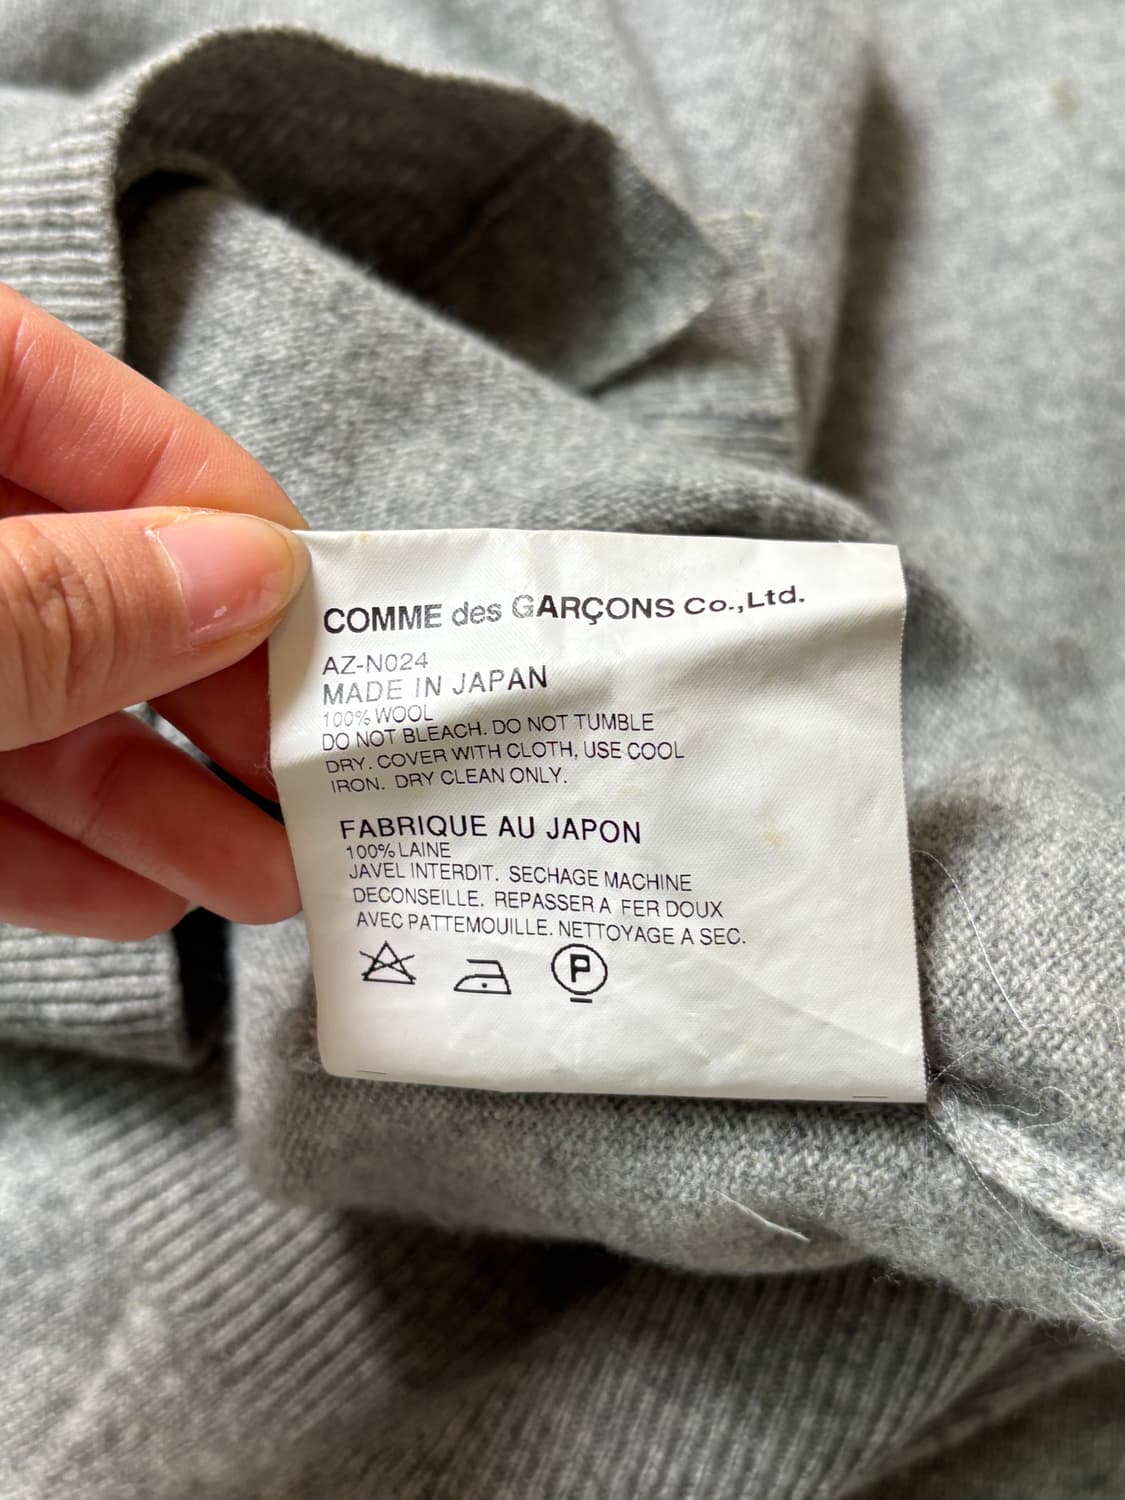 COMME des GARÇONS Co.,Ltd.
AZ-N024
MADE IN JAPAN
100% WOOL
DO NOT BLEACH. DO NOT TUMBLE
DRY. COVER WITH CLOTH, USE COOL
IRON. DRY CLEAN ONLY.
FABRIQUE AU JAPON
100% LAINE
JAVEL INTERDIT. SECHAGE MACHINE
DECONSEILLE. REPASSER A FER DOUX
AVEC PATTEMOUILLE. NETTOYAGE A SEC.
P